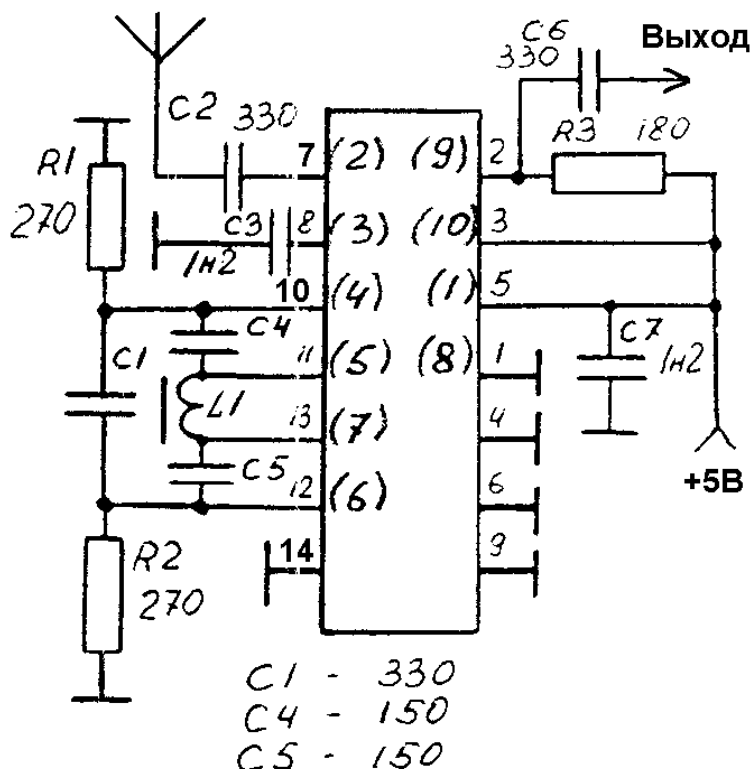 C6
330
Выход
C2
330
R3 180
R1
270
7 (2) (9) 2
C3 8 (3) (10) 3
1н2
10 (4) (1) 5
C4
C7
1н2
C1
11 (5) (8) 1
L1
13 (7) 4
C5
12 (6) 6
+5В
14 9
R2
270
C1 - 330
C4 - 150
C5 - 150